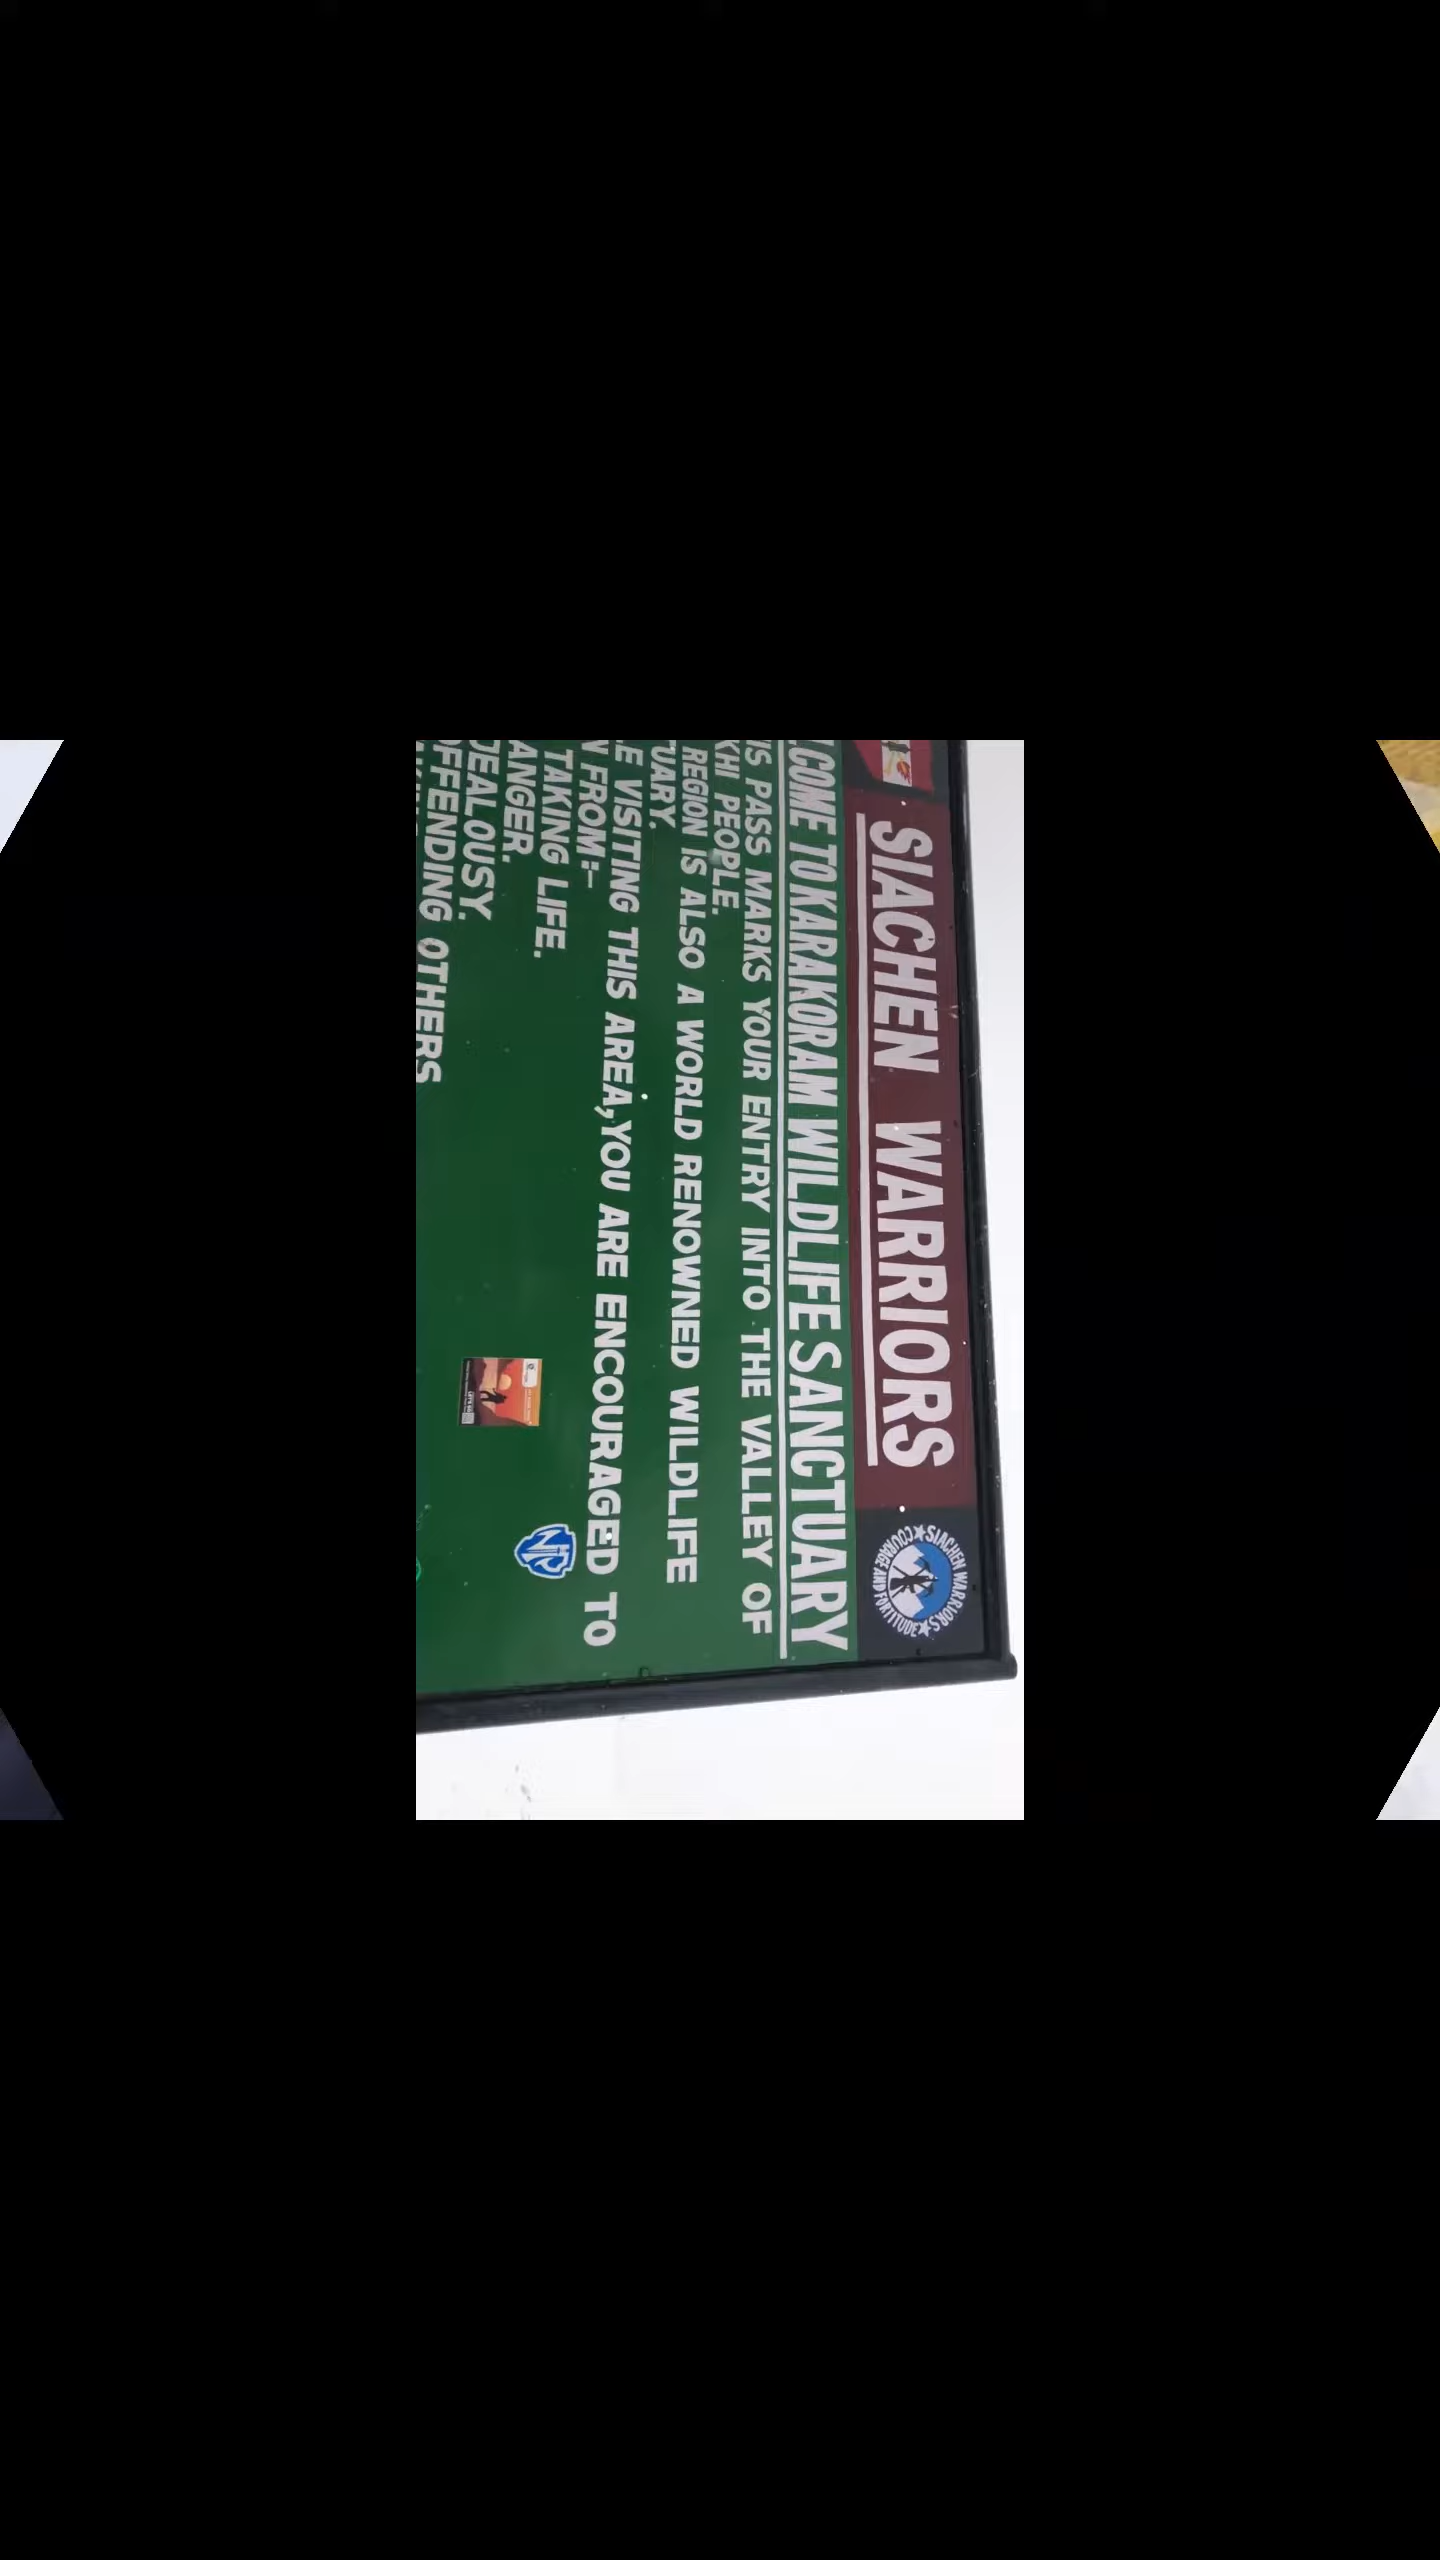 SIACHEN WARRIORS
SIACHEN WARRIORS
COURAGE AND FORTITUDE
LCOME TO KARAKORAM WILDLIFE SANCTUARY
IS PASS MARKS YOUR ENTRY INTO THE VALLEY OF
KHI PEOPLE.
REGION IS ALSO A WORLD RENOWNED WILDLIFE
UARY.
LE VISITING THIS AREA,YOU ARE ENCOURAGED TO
N FROM:-
TAKING LIFE.
ANGER.
JEALOUSY.
OFFENDING OTHERS